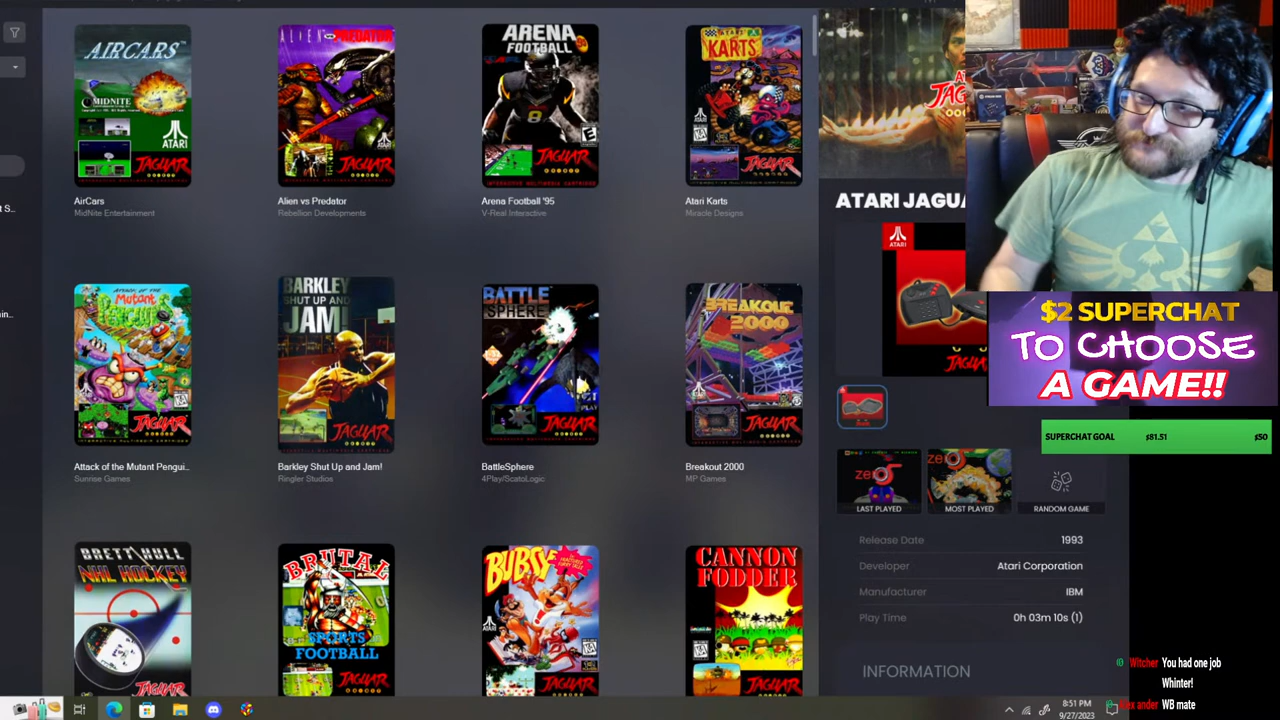 AIRCARS
MIDNITE
ATARI
JAGUAR
ALIEN
PREDATOR
JAGUAR
ARENA
FOOTBALL
8
JAGUAR
INTERACTIVE MULTIMEDIA CARTRIDGE
ATARI
KARTS
JAGUAR
AirCars
MidNite Entertainment
Alien vs Predator
Rebellion Developments
Arena Football '95
V-Real Interactive
Atari Karts
Miracle Designs
ATARI JAGUA
ATARI
ATTACK OF THE
Mutant
PENGUINS
JAGUAR
BARKLEY
SHUT UP AND
JAM!
JAGUAR
BATTLE
SPHERE
JAGUAR
BREAKOUT
2000
JAGUAR
$2 SUPERCHAT
TO CHOOSE
A GAME!!
SUPERCHAT GOAL
$81.51
$50
Attack of the Mutant Pengui..
Sunrise Games
Barkley Shut Up and Jam!
Ringler Studios
BattleSphere
4Play/ScatoLogic
Breakout 2000
MP Games
LAST PLAYED
MOST PLAYED
RANDOM GAME
Release Date
1993
Developer
Atari Corporation
Manufacturer
IBM
Play Time
0h 03m 10s (1)
INFORMATION
BRETT HULL
NHL HOCKEY
JAGUAR
BRUTAL
SPORTS
FOOTBALL
JAGUAR
BUBSY
JAGUAR
CANNON
FODDER
JAGUAR
Witcher You had one job
Whinter!
WB mate
8:51 PM
9/27/2023